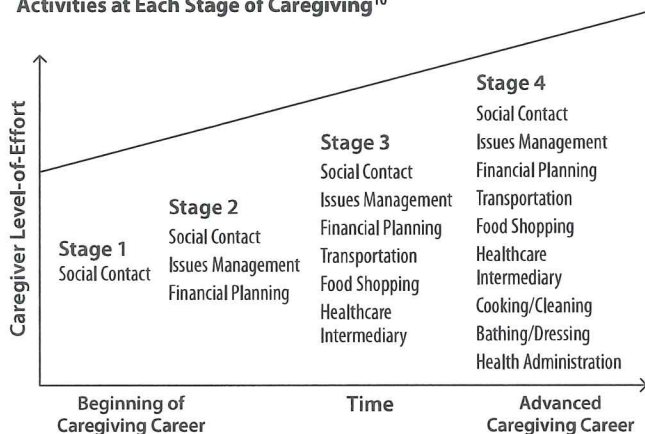 Activities at Each Stage of Caregiving¹⁰
Caregiver Level-of-Effort
Stage 1
Social Contact
Stage 2
Social Contact
Issues Management
Financial Planning
Stage 3
Social Contact
Issues Management
Financial Planning
Transportation
Food Shopping
Healthcare
Intermediary
Stage 4
Social Contact
Issues Management
Financial Planning
Transportation
Food Shopping
Healthcare
Intermediary
Cooking/Cleaning
Bathing/Dressing
Health Administration
Beginning of
Caregiving Career
Time
Advanced
Caregiving Career